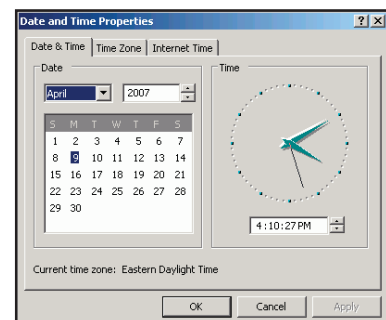 Date and Time Properties
Date & Time Time Zone Internet Time
Date
April 2007
S M T W T F S
1 2 3 4 5 6 7
8 9 10 11 12 13 14
15 16 17 18 19 20 21
22 23 24 25 26 27 28
29 30
Time
4:10:27 PM
Current time zone: Eastern Daylight Time
OK Cancel Apply